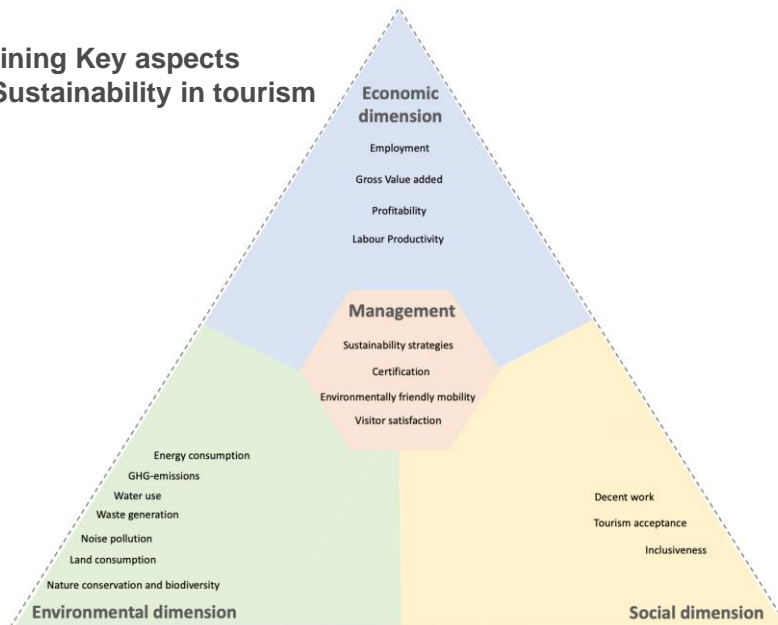 ining Key aspects
Sustainability in tourism
Economic
dimension
Employment
Gross Value added
Profitability
Labour Productivity
Management
Sustainability strategies
Certification
Environmentally friendly mobility
Visitor satisfaction
Energy consumption
GHG-emissions
Water use
Waste generation
Noise pollution
Land consumption
Nature conservation and biodiversity
Environmental dimension
Decent work
Tourism acceptance
Inclusiveness
Social dimension